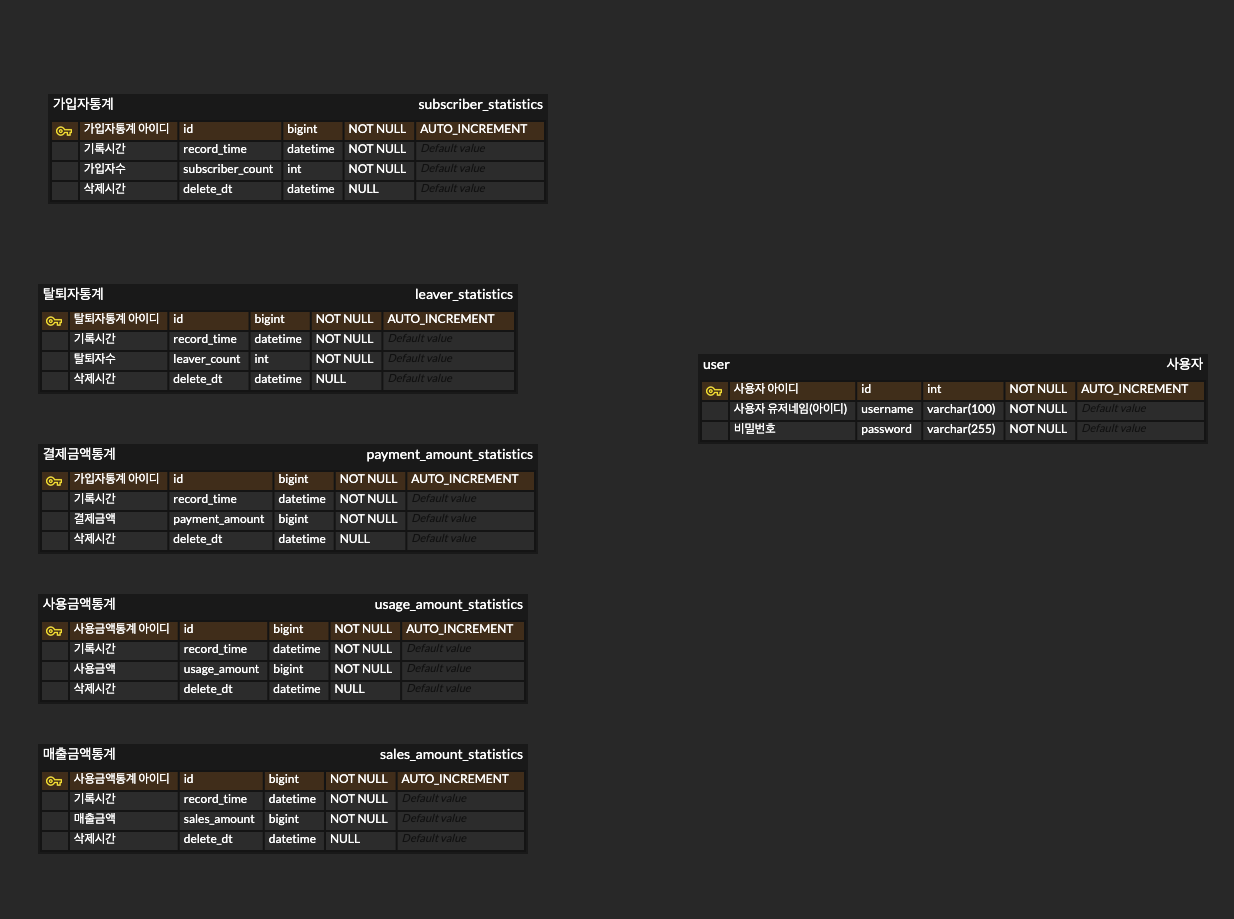 가입자통계 subscriber_statistics
가입자통계 아이디 id bigint NOT NULL AUTO_INCREMENT
기록시간 record_time datetime NOT NULL Default value
가입자수 subscriber_count int NOT NULL Default value
삭제시간 delete_dt datetime NULL Default value
탈퇴자통계 leaver_statistics
탈퇴자통계 아이디 id bigint NOT NULL AUTO_INCREMENT
기록시간 record_time datetime NOT NULL Default value
탈퇴자수 leaver_count int NOT NULL Default value
삭제시간 delete_dt datetime NULL Default value
user 사용자
사용자 아이디 id int NOT NULL AUTO_INCREMENT
사용자 유저네임(아이디) username varchar(100) NOT NULL Default value
비밀번호 password varchar(255) NOT NULL Default value
결제금액통계 payment_amount_statistics
가입자통계 아이디 id bigint NOT NULL AUTO_INCREMENT
기록시간 record_time datetime NOT NULL Default value
결제금액 payment_amount bigint NOT NULL Default value
삭제시간 delete_dt datetime NULL Default value
사용금액통계 usage_amount_statistics
사용금액통계 아이디 id bigint NOT NULL AUTO_INCREMENT
기록시간 record_time datetime NOT NULL Default value
사용금액 usage_amount bigint NOT NULL Default value
삭제시간 delete_dt datetime NULL Default value
매출금액통계 sales_amount_statistics
사용금액통계 아이디 id bigint NOT NULL AUTO_INCREMENT
기록시간 record_time datetime NOT NULL Default value
매출금액 sales_amount bigint NOT NULL Default value
삭제시간 delete_dt datetime NULL Default value